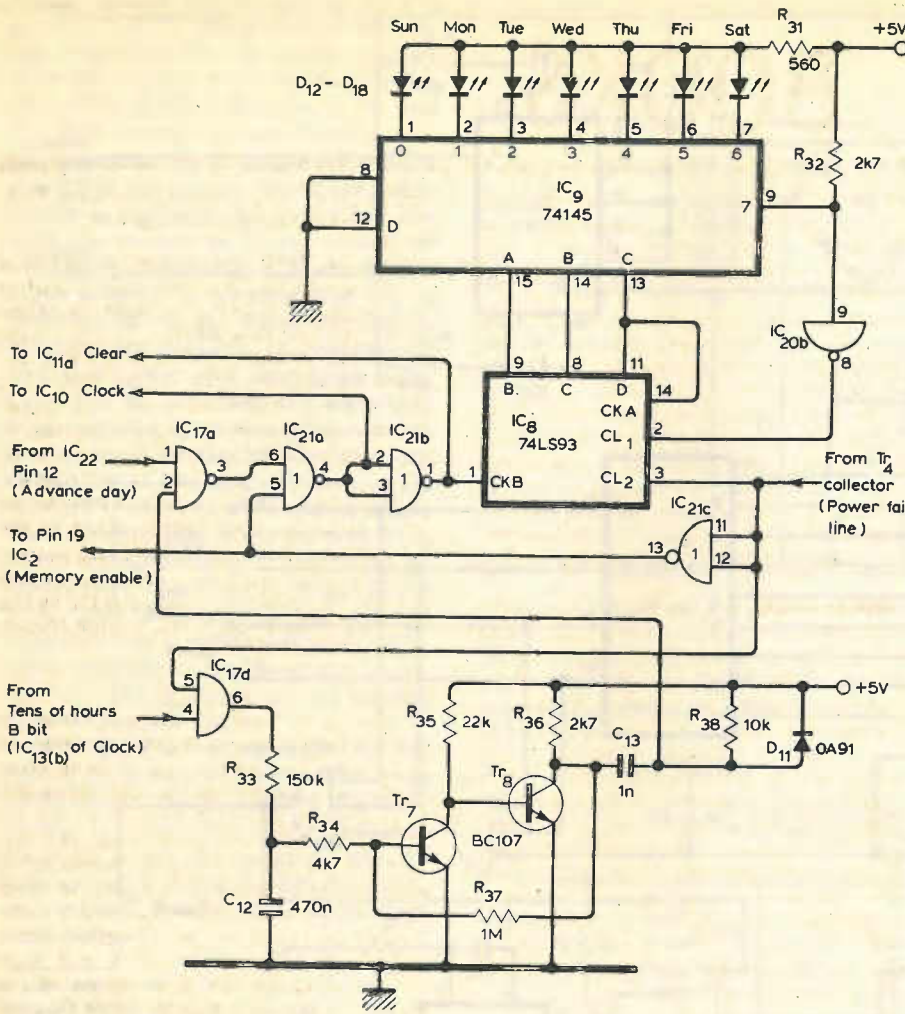 Sun Mon Tue Wed Thu Fri Sat
R31
560
+5V
D12 - D18
1 2 3 4 5 6 7
0 1 2 3 4 5 6
8
12 D
IC9
74145
7 9
R32 2k7
A B C
15 14 13
9
IC20b
8
To IC11a Clear
To IC10 Clock
9 8 11
B C D
14
CKA
IC8
74LS93
2
CL1
3
CL2
1
CKB
IC17a
IC21a
IC21b
From IC22
Pin 12
(Advance day)
1
2
3
6
5
1
4
2
3
1
1
From Tr4
collector
(Power fai
line)
IC21c
11
12
13
1
To Pin 19
IC2
(Memory enable)
IC17d
5
4
6
From
Tens of hours
B bit
(IC13(b) of Clock)
R33
150k
R34
4k7
C12 470n
Tr7
R35 22k
R36 2k7
Tr8
BC107
C13
1n
R37
1M
R38
10k
D11 OA91
+5V